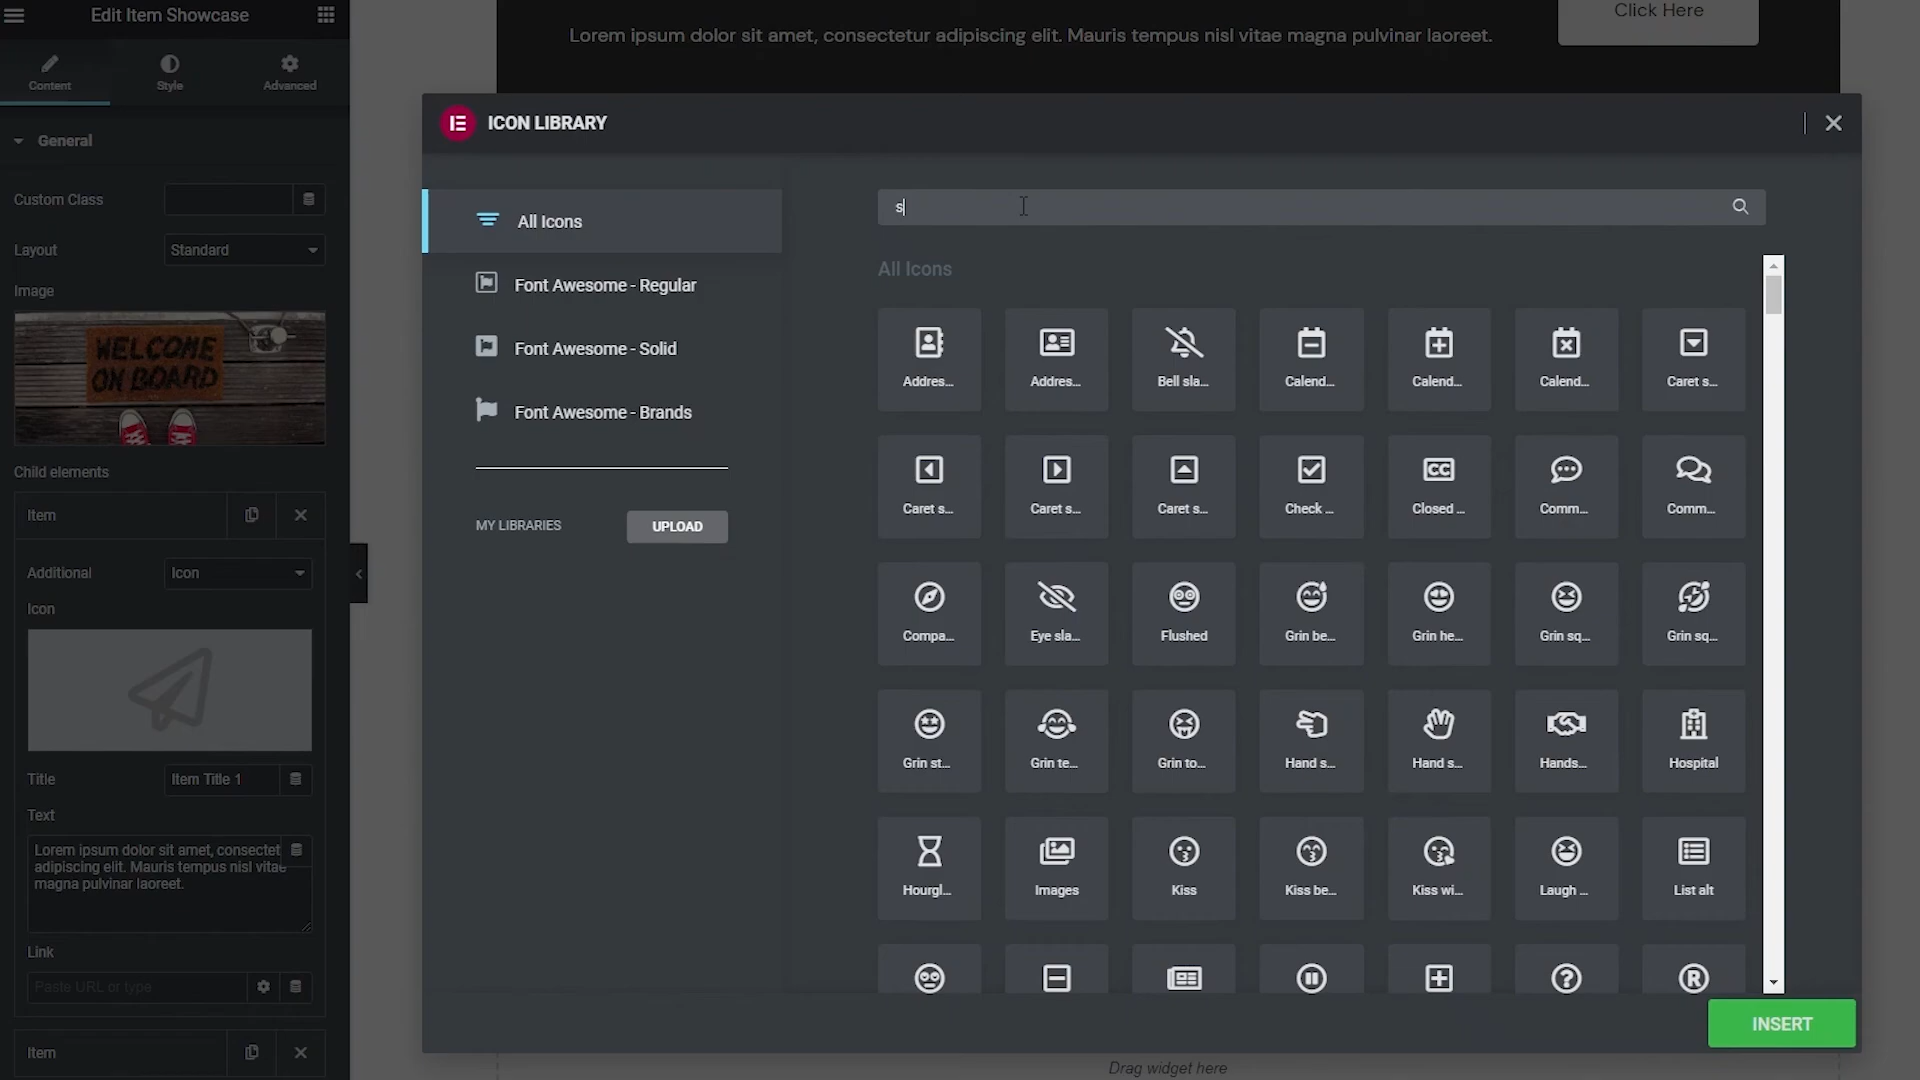 Edit Item Showcase
Content
Style
Advanced
General
Custom Class
Layout
Standard
Image
WELCOME
ON BOARD
Child elements
Item
Additional
Icon
Icon
Title
Item Title 1
Text
Lorem ipsum dolor sit amet, consectet
adipiscing elit. Mauris tempus nisl vitae
magna pulvinar laoreet.
Link
Paste URL or type
Item
Lorem ipsum dolor sit amet, consectetur adipiscing elit. Mauris tempus nisl vitae magna pulvinar laoreet.
Click Here
ICON LIBRARY
All Icons
Font Awesome - Regular
Font Awesome - Solid
Font Awesome - Brands
MY LIBRARIES
UPLOAD
s
All Icons
Addres... Addres... Bell sla... Calend... Calend... Calend... Caret s...
Caret s... Caret s... Caret s... Check ... Closed ... Comm... Comm...
Compa... Eye sla... Flushed Grin be... Grin he... Grin sq... Grin sq...
Grin st... Grin te... Grin to... Hand s... Hand s... Hands... Hospital
Hourgl... Images Kiss Kiss be... Kiss wi... Laugh ... List alt
INSERT
Drag widget here